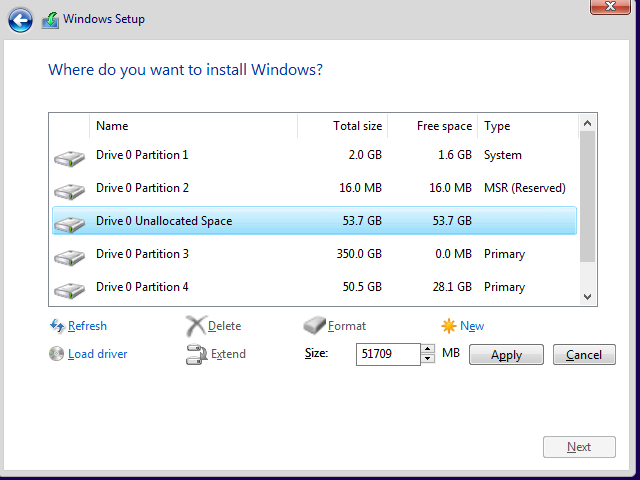 Windows Setup
Where do you want to install Windows?
Name Total size Free space Type
Drive 0 Partition 1 2.0 GB 1.6 GB System
Drive 0 Partition 2 16.0 MB 16.0 MB MSR (Reserved)
Drive 0 Unallocated Space 53.7 GB 53.7 GB
Drive 0 Partition 3 350.0 GB 0.0 MB Primary
Drive 0 Partition 4 50.5 GB 28.1 GB Primary
Refresh Delete Format New
Load driver Extend Size: 51709 MB Apply Cancel
Next